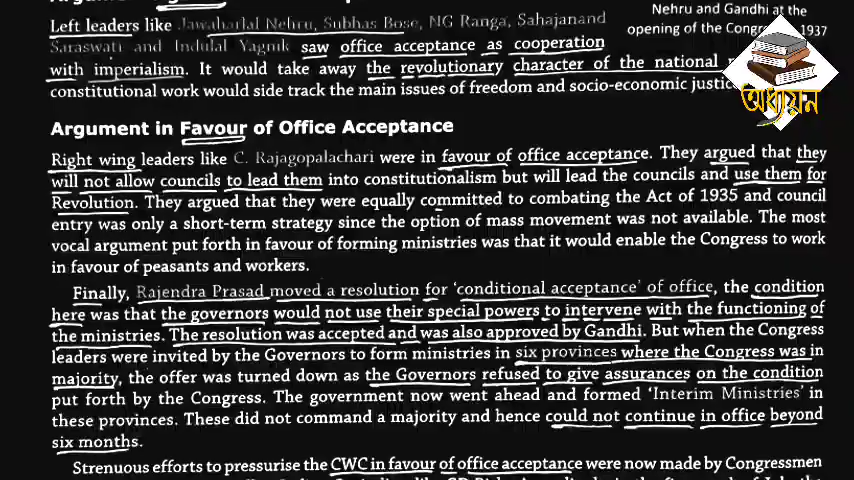 Left leaders like Jawaharlal Nehru, Subhas Bose, NG Ranga, Sahajanand
Saraswati and Indulal Yagnik saw office acceptance as cooperation
with imperialism. It would take away the revolutionary character of the national
constitutional work would side track the main issues of freedom and socio-economic
Nehru and Gandhi at the
opening of the 1937
অধ্যয়ন
Argument in Favour of Office Acceptance
Right wing leaders like C. Rajagopalachari were in favour of office acceptance. They argued that they
will not allow councils to lead them into constitutionalism but will lead the councils and use them for
Revolution. They argued that they were equally committed to combating the Act of 1935 and council
entry was only a short-term strategy since the option of mass movement was not available. The most
vocal argument put forth in favour of forming ministries was that it would enable the Congress to work
in favour of peasants and workers.
Finally, Rajendra Prasad moved a resolution for 'conditional acceptance' of office, the condition
here was that the governors would not use their special powers to intervene with the functioning of
the ministries. The resolution was accepted and was also approved by Gandhi. But when the Congress
leaders were invited by the Governors to form ministries in six provinces where the Congress was in
majority, the offer was turned down as the Governors refused to give assurances on the condition
put forth by the Congress. The government now went ahead and formed 'Interim Ministries' in
these provinces. These did not command a majority and hence could not continue in office beyond
six months.
Strenuous efforts to pressurise the CWC in favour of office acceptance were now made by Congressmen